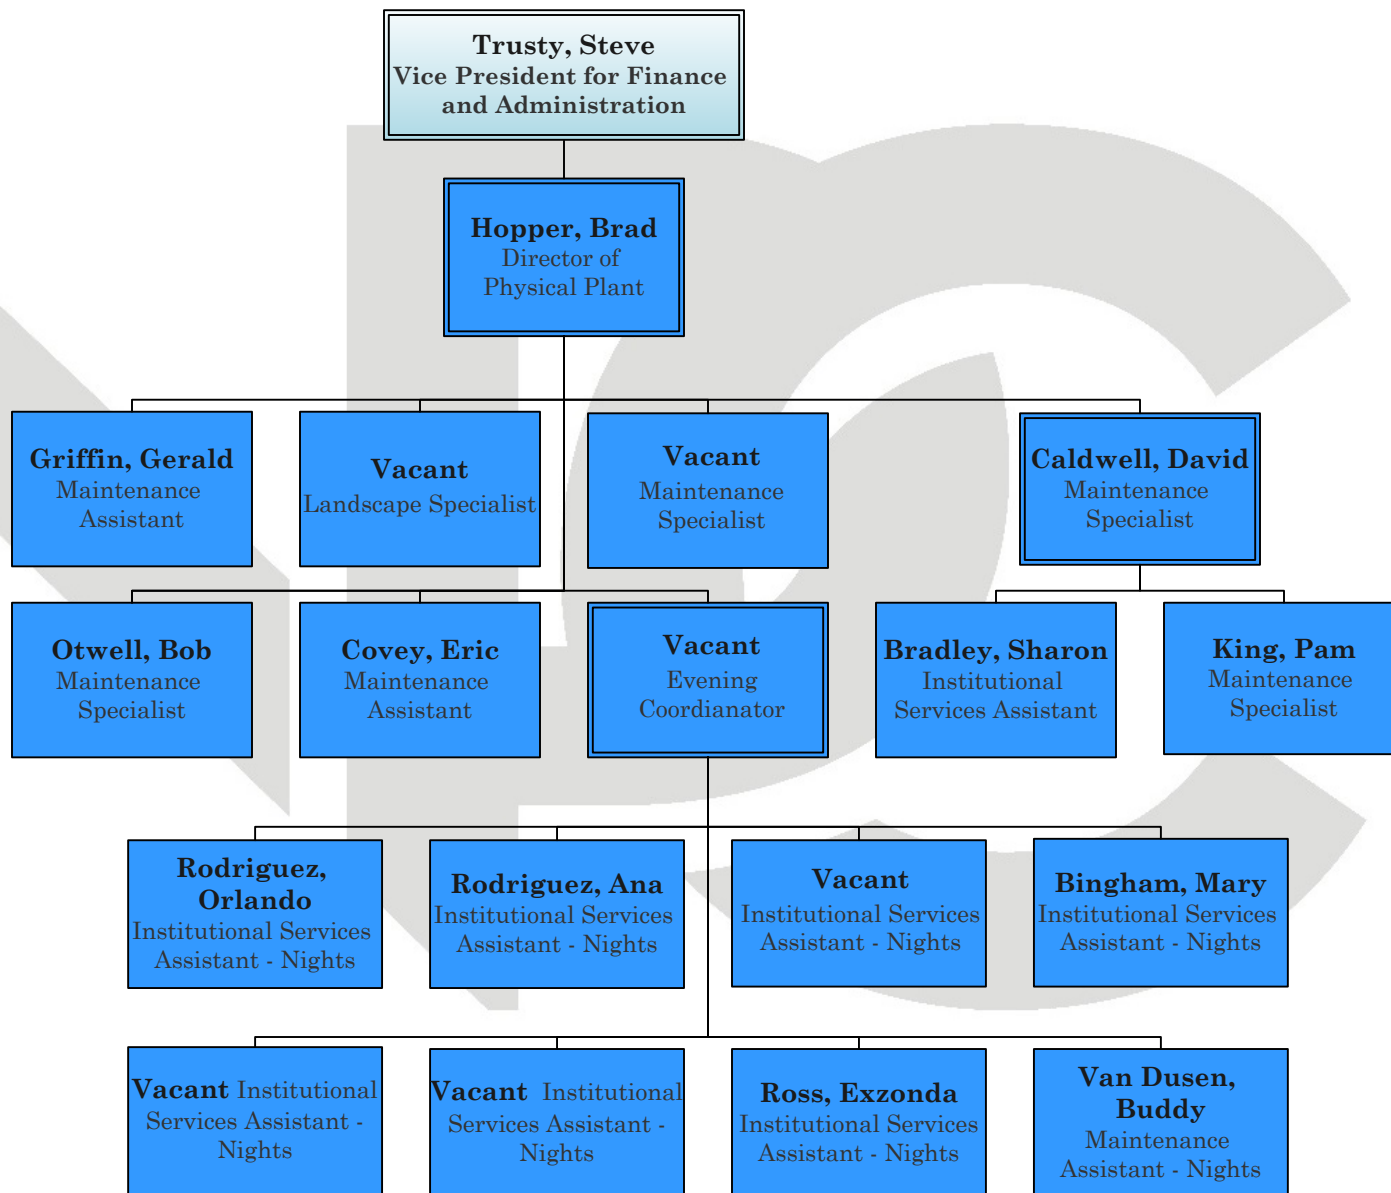 Trusty, Steve
Vice President for Finance
and Administration
Hopper, Brad
Director of
Physical Plant
Griffin, Gerald
Maintenance
Assistant
Vacant
Landscape Specialist
Vacant
Maintenance
Specialist
Caldwell, David
Maintenance
Specialist
Otwell, Bob
Maintenance
Specialist
Covey, Eric
Maintenance
Assistant
Vacant
Evening
Coordianator
Bradley, Sharon
Institutional
Services Assistant
King, Pam
Maintenance
Specialist
Rodriguez,
Orlando
Institutional Services
Assistant - Nights
Rodriguez, Ana
Institutional Services
Assistant - Nights
Vacant
Institutional Services
Assistant - Nights
Bingham, Mary
Institutional Services
Assistant - Nights
Vacant Institutional
Services Assistant -
Nights
Vacant Institutional
Services Assistant -
Nights
Ross, Exzonda
Institutional Services
Assistant - Nights
Van Dusen,
Buddy
Maintenance
Assistant - Nights